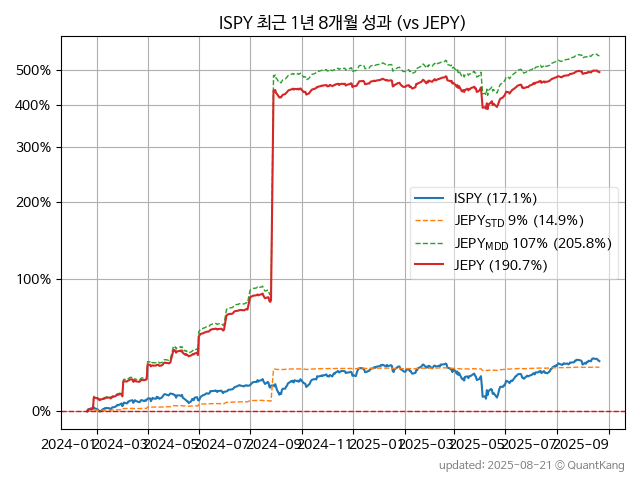 ISPY 최근 1년 8개월 성과 (vs JEPY)
500%
400%
300%
200%
100%
0%
ISPY (17.1%)
JEPYSTD 9% (14.9%)
JEPYMDD 107% (205.8%)
JEPY (190.7%)
2024-01 2024-03 2024-05 2024-07 2024-09 2024-11 2025-01 2025-03 2025-05 2025-07 2025-09
updated: 2025-08-21 © QuantKang